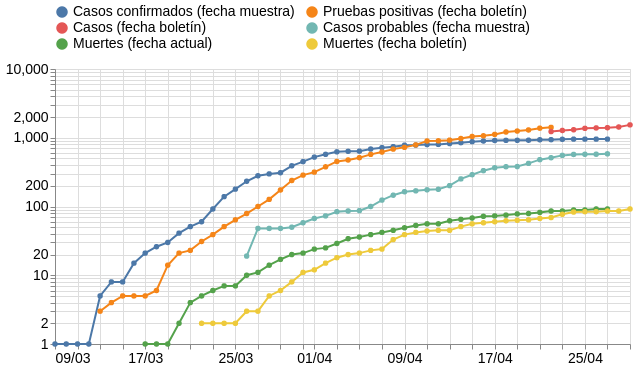 Casos confirmados (fecha muestra) Pruebas positivas (fecha boletín)
Casos (fecha boletín) Casos probables (fecha muestra)
Muertes (fecha actual) Muertes (fecha boletín)
10,000
2,000
1,000
200
100
20
10
2
1
09/03 17/03 25/03 01/04 09/04 17/04 25/04